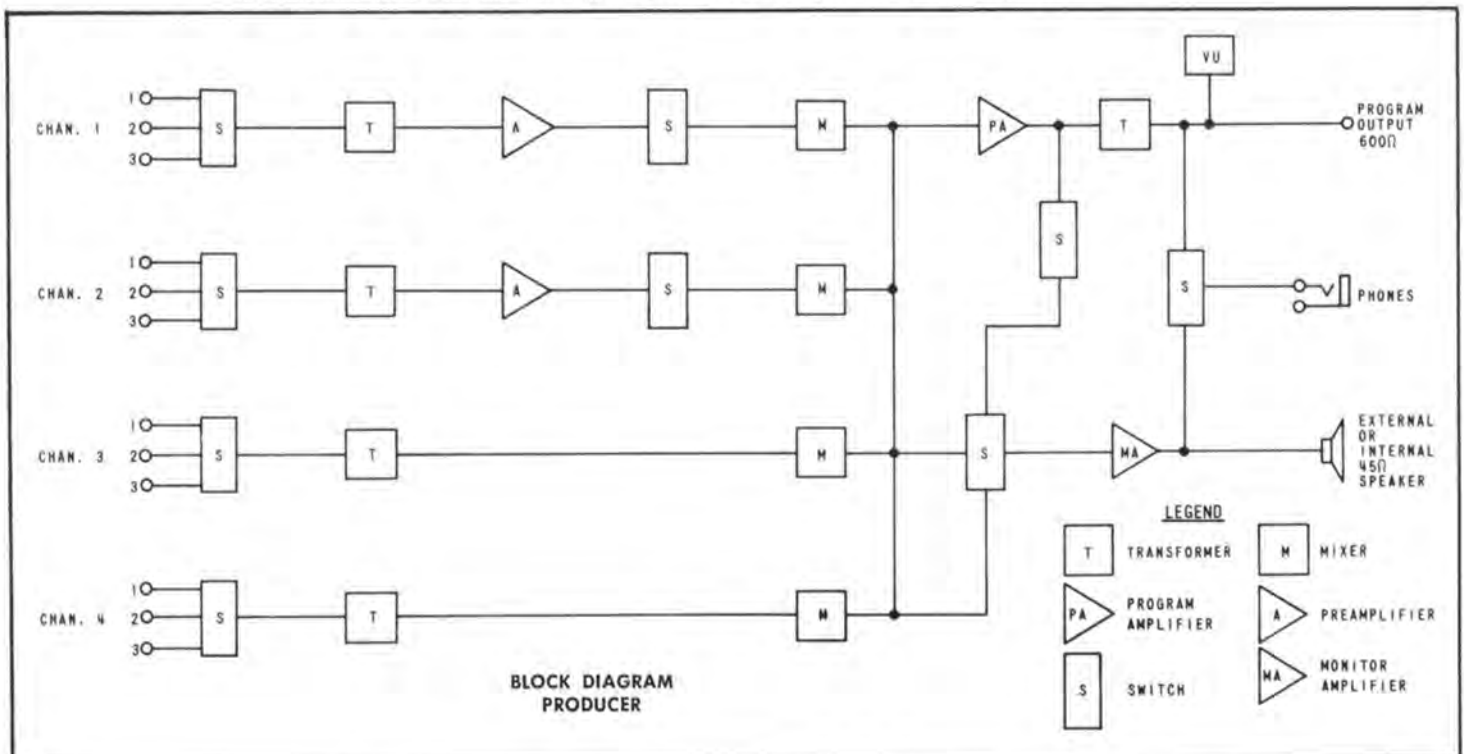 VU
1
CHAN. 1
2
3
S
T
A
S
M
PA
T
PROGRAM
OUTPUT
600Ω
S
1
CHAN. 2
2
3
S
T
A
S
M
S
PHONES
1
CHAN. 3
2
3
S
T
M
S
MA
EXTERNAL
OR
INTERNAL
45Ω
SPEAKER
1
CHAN. 4
2
3
S
T
M
LEGEND
T TRANSFORMER
M MIXER
PA PROGRAM
AMPLIFIER
A PREAMPLIFIER
S SWITCH
MA MONITOR
AMPLIFIER
BLOCK DIAGRAM
PRODUCER